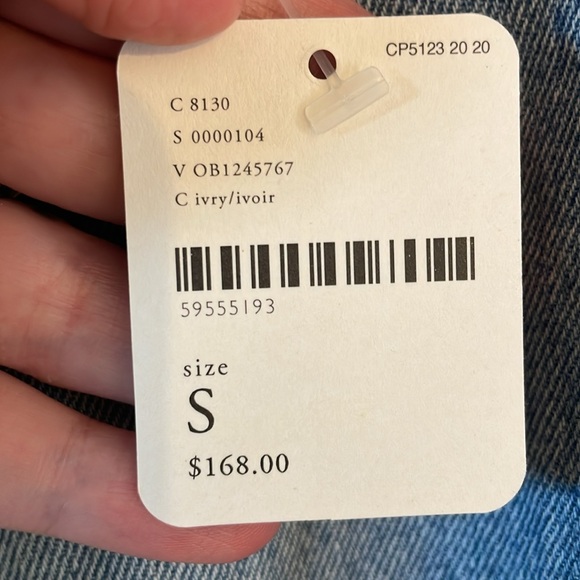 CP5123 20 20
C 8130
S 0000104
V OB1245767
C ivry/ivoir
59555193
size
S
$168.00